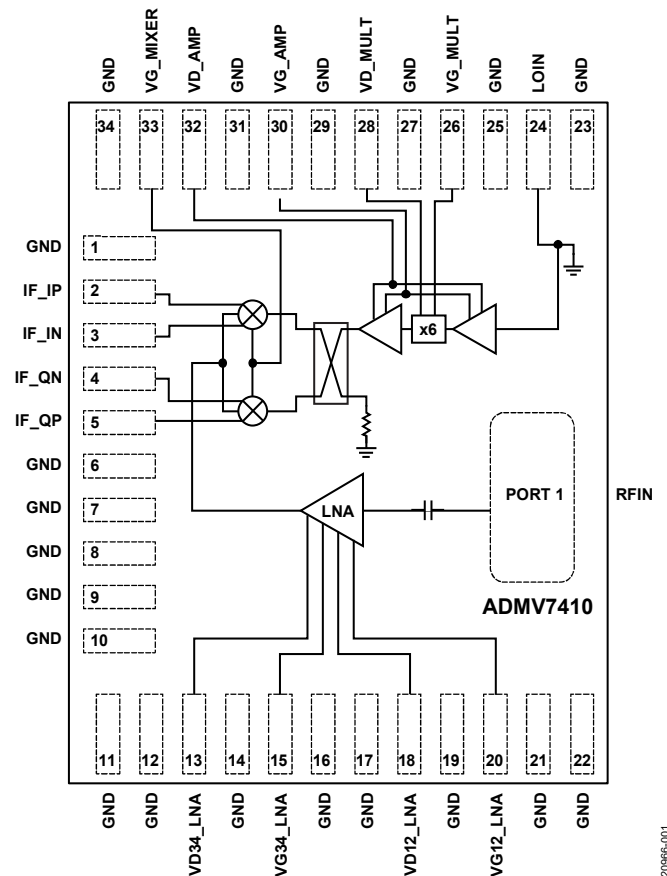 GND
VG_MIXER
VD_AMP
GND
VG_AMP
GND
VD_MULT
GND
VG_MULT
GND
LOIN
GND
34
33
32
31
30
29
28
27
26
25
24
23
GND 1
IF_IP 2
IF_IN 3
IF_QN 4
IF_QP 5
GND 6
GND 7
GND 8
GND 9
GND 10
x6
LNA
PORT 1
RFIN
ADMV7410
11
12
13
14
15
16
17
18
19
20
21
22
GND
GND
VD34_LNA
GND
VG34_LNA
GND
GND
VD12_LNA
GND
VG12_LNA
GND
GND
20966-001